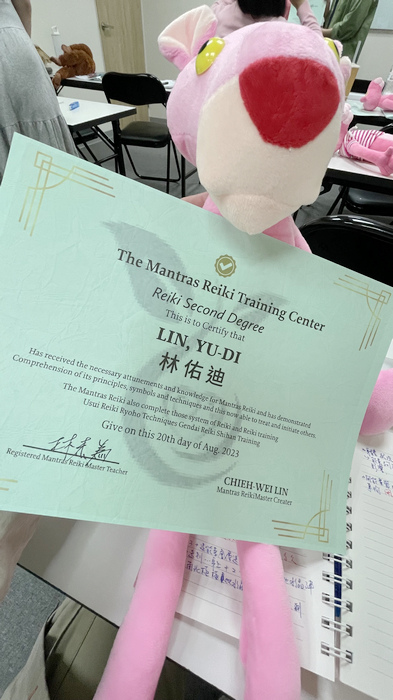 The Mantras Reiki Training Center
Reiki Second Degree
This is to Certify that
LIN, YU-DI
林佑迪
Has received the necessary attunements and knowledge for Mantras Reiki and has demonstrated
Comprehension of its principles, symbols and techniques and this now able to treat and initiate others.
The Mantras Reiki also complete those system of Reiki and Reiki training
Usui Reiki Ryoho Techniques Gendai Reiki Shihan Training
Give on this 20th day of Aug. 2023
Registered Mantras Reiki Master Teacher
CHIEH-WEI LIN
Mantras ReikiMaster Creater